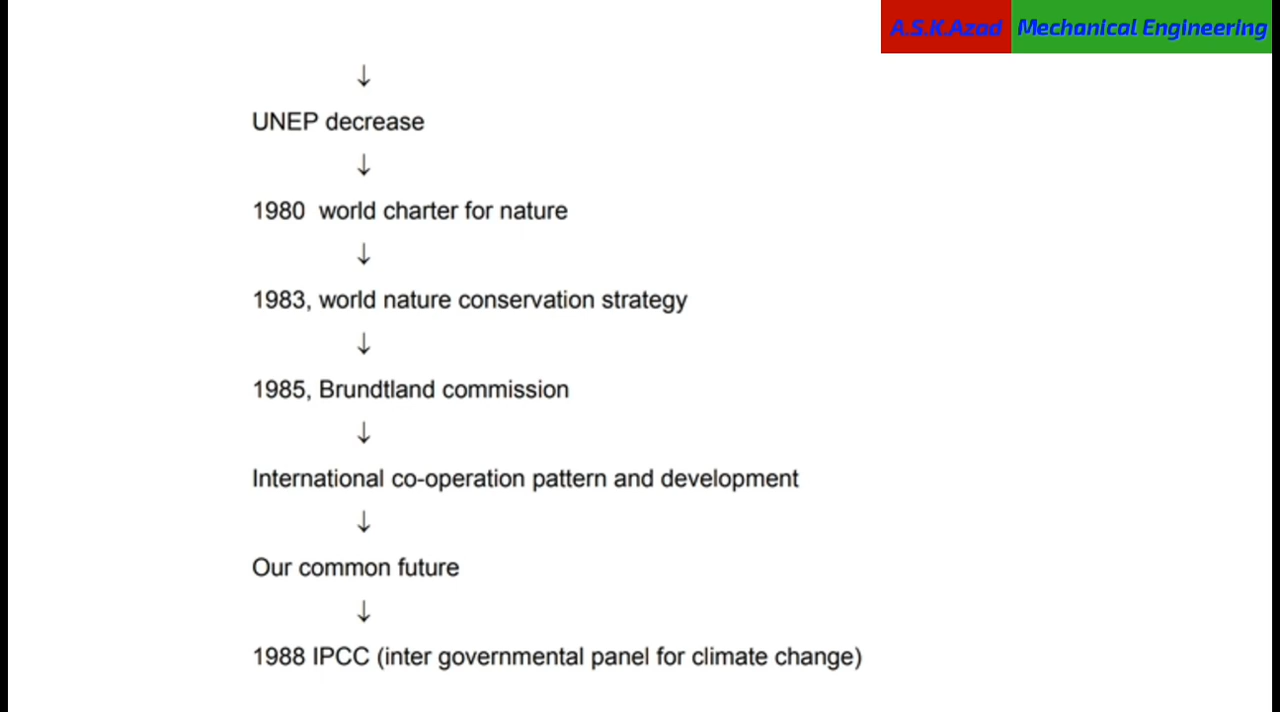 A.S.K.Azad Mechanical Engineering
↓
UNEP decrease
↓
1980 world charter for nature
↓
1983, world nature conservation strategy
↓
1985, Brundtland commission
↓
International co-operation pattern and development
↓
Our common future
↓
1988 IPCC (inter governmental panel for climate change)